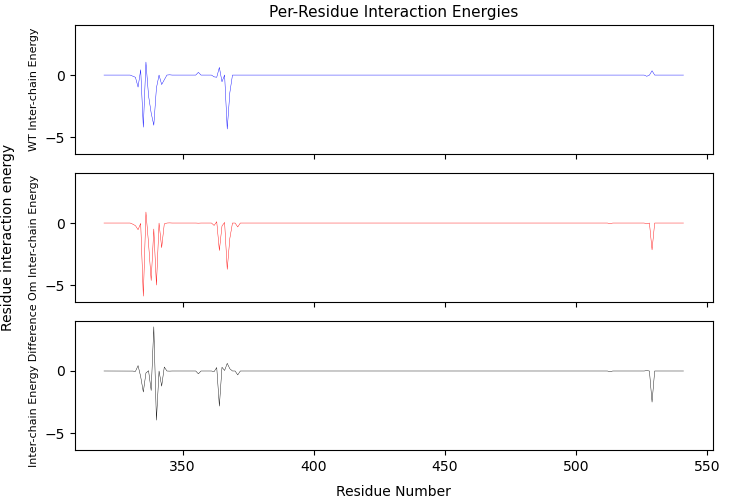 Per-Residue Interaction Energies
Residue interaction energy
WT Inter-chain Energy
0
−5
Om Inter-chain Energy
0
−5
Inter-chain Energy Difference
0
−5
350
400
450
500
550
Residue Number